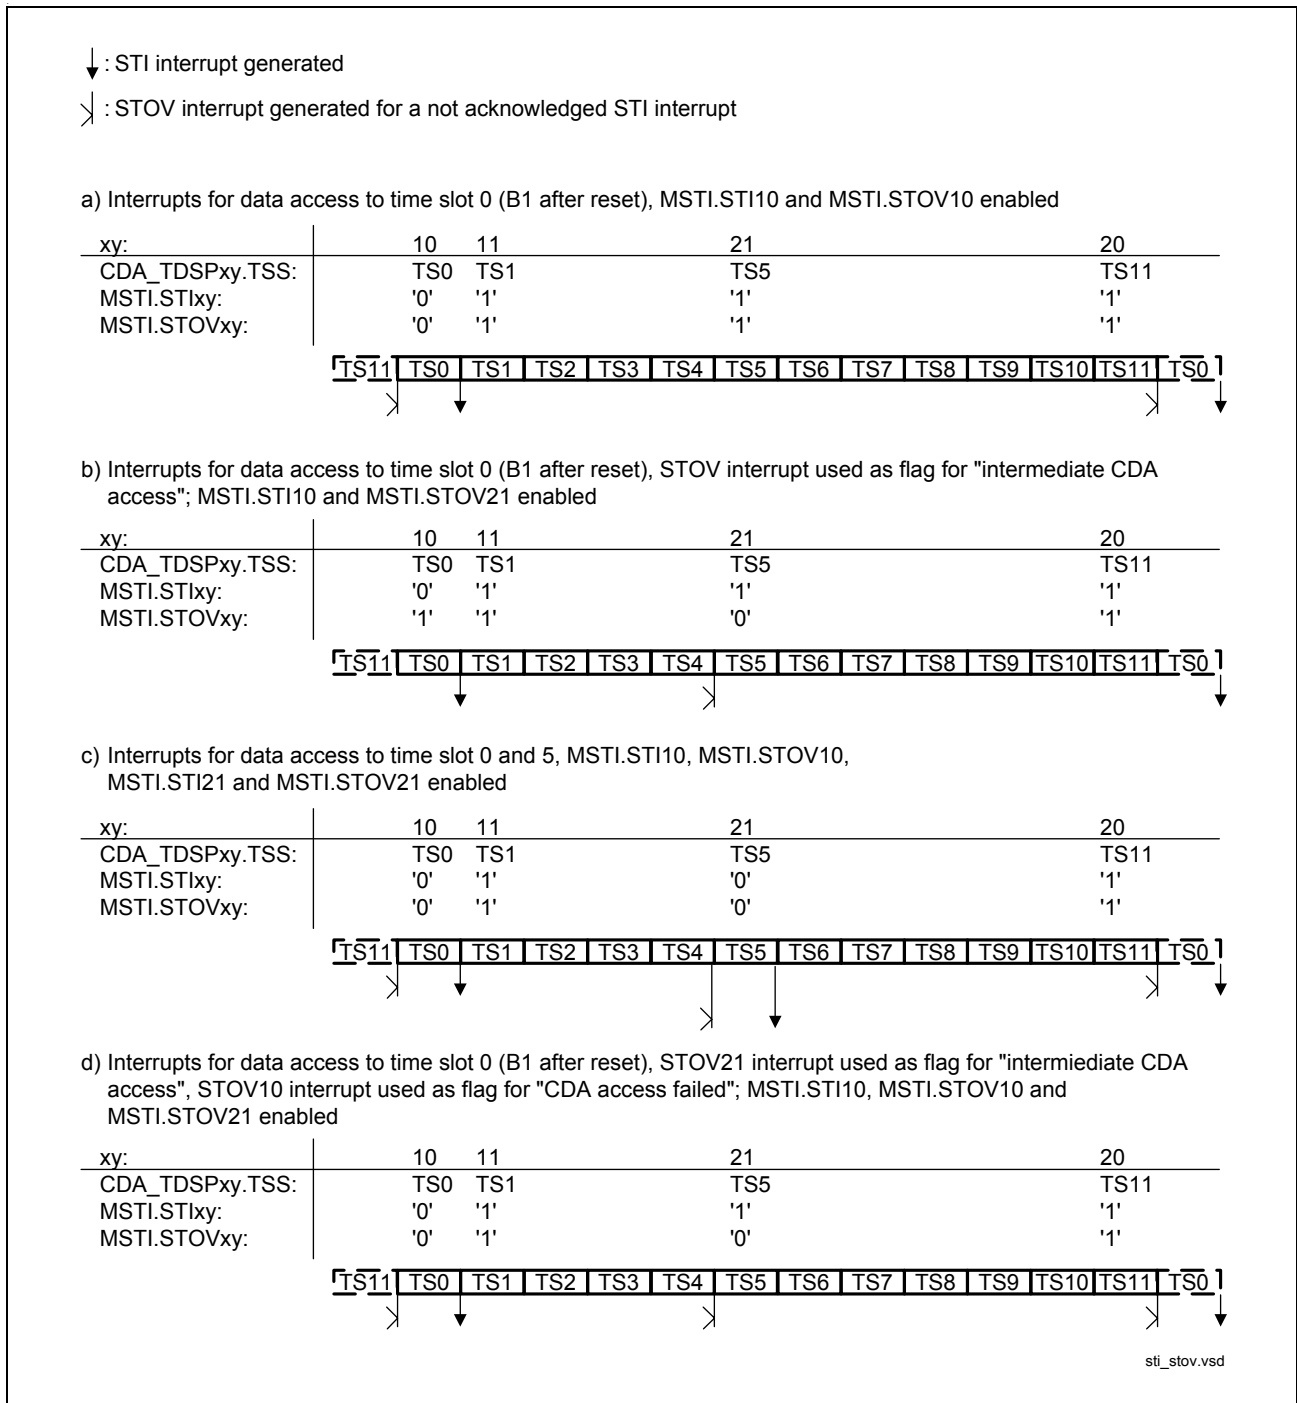 : STI interrupt generated
: STOV interrupt generated for a not acknowledged STI interrupt
a) Interrupts for data access to time slot 0 (B1 after reset), MSTI.STI10 and MSTI.STOV10 enabled
xy: 10 11 21 20
CDA_TDSPxy.TSS: TS0 TS1 TS5 TS11
MSTI.STIxy: '0' '1' '1' '1'
MSTI.STOVxy: '0' '1' '1' '1'
TS11 TS0 TS1 TS2 TS3 TS4 TS5 TS6 TS7 TS8 TS9 TS10 TS11 TS0
b) Interrupts for data access to time slot 0 (B1 after reset), STOV interrupt used as flag for "intermediate CDA
access"; MSTI.STI10 and MSTI.STOV21 enabled
xy: 10 11 21 20
CDA_TDSPxy.TSS: TS0 TS1 TS5 TS11
MSTI.STIxy: '0' '1' '1' '1'
MSTI.STOVxy: '1' '1' '0' '1'
TS11 TS0 TS1 TS2 TS3 TS4 TS5 TS6 TS7 TS8 TS9 TS10 TS11 TS0
c) Interrupts for data access to time slot 0 and 5, MSTI.STI10, MSTI.STOV10,
MSTI.STI21 and MSTI.STOV21 enabled
xy: 10 11 21 20
CDA_TDSPxy.TSS: TS0 TS1 TS5 TS11
MSTI.STIxy: '0' '1' '0' '1'
MSTI.STOVxy: '0' '1' '0' '1'
TS11 TS0 TS1 TS2 TS3 TS4 TS5 TS6 TS7 TS8 TS9 TS10 TS11 TS0
d) Interrupts for data access to time slot 0 (B1 after reset), STOV21 interrupt used as flag for "intermiediate CDA
access", STOV10 interrupt used as flag for "CDA access failed"; MSTI.STI10, MSTI.STOV10 and
MSTI.STOV21 enabled
xy: 10 11 21 20
CDA_TDSPxy.TSS: TS0 TS1 TS5 TS11
MSTI.STIxy: '0' '1' '1' '1'
MSTI.STOVxy: '0' '1' '0' '1'
TS11 TS0 TS1 TS2 TS3 TS4 TS5 TS6 TS7 TS8 TS9 TS10 TS11 TS0
sti_stov.vsd